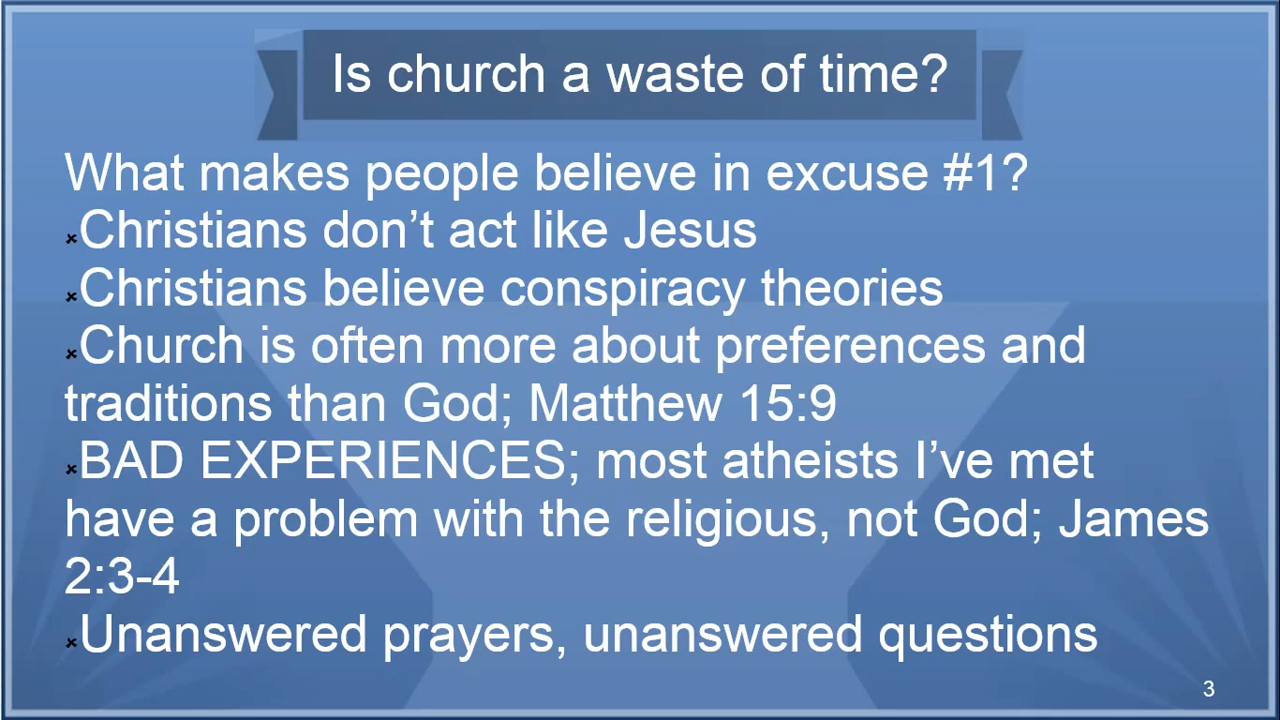 Is church a waste of time?
What makes people believe in excuse #1?
×Christians don’t act like Jesus
×Christians believe conspiracy theories
×Church is often more about preferences and
traditions than God; Matthew 15:9
×BAD EXPERIENCES; most atheists I’ve met
have a problem with the religious, not God; James
2:3-4
×Unanswered prayers, unanswered questions
3